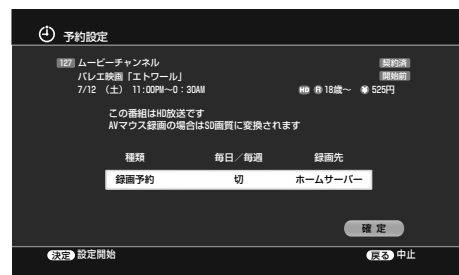 予約設定
127 ムービーチャンネル 契約済
バレエ映画「エトワール」 開始前
7/12 （土） 11:00PM～0：30AM HD R 18歳～ ¥ 525円
この番組はHD放送です
AVマウス録画の場合はSD画質に変換されます
種類 毎日／毎週 録画先
録画予約 切 ホームサーバー
確 定
決定 設定開始 戻る 中止